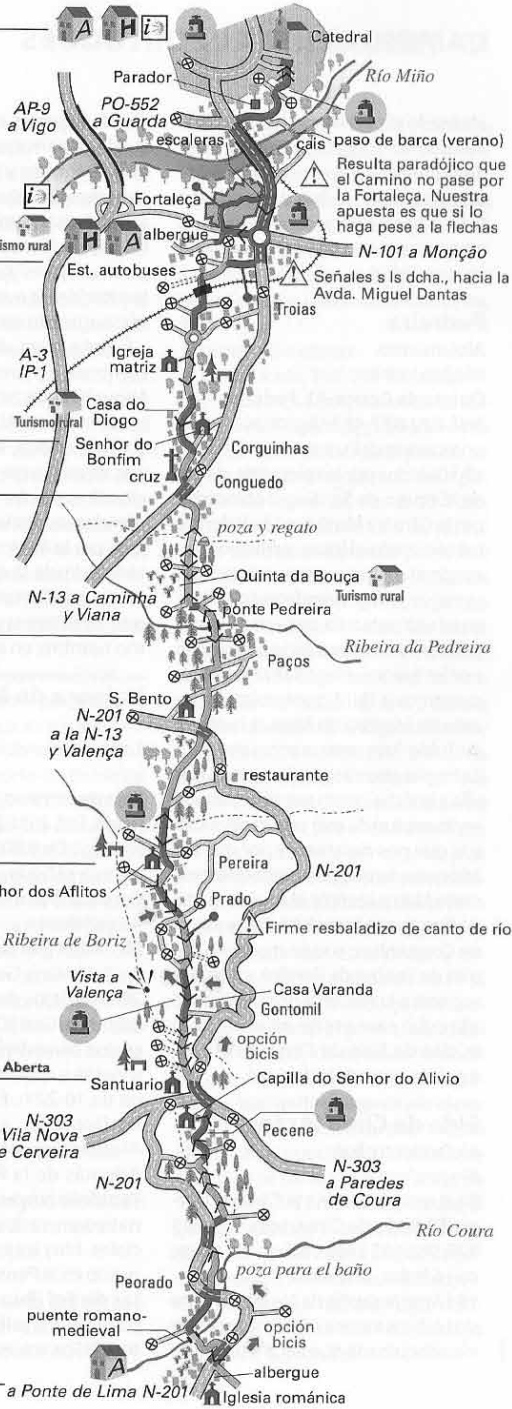 A
H
i
Catedral
Parador
Río Miño
AP-9
a Vigo
PO-552
a Guarda
escaleras
cais
paso de barca (verano)
Resulta paradójico que
el Camino no pase por
la Fortaleça. Nuestra
apuesta es que si lo
haga pese a la flechas
i
Fortaleça
ismo rural
H
A
albergue
N-101 a Monção
Est. autobuses
Señales a ls dcha., hacia la
Avda. Miguel Dantas
Troias
A-3
IP-1
Igreja
matriz
Turismo rural
Casa do
Diogo
Senhor do
Bonfim
cruz
Corguinhas
Conguedo
poza y regato
Quinta da Bouça
Turismo rural
N-13 a Caminha
y Viana
ponte Pedreira
Ribeira da Pedreira
Paços
S. Bento
N-201
a la N-13
y Valença
restaurante
Pereira
N-201
hor dos Aflitos
Prado
Firme resbaladizo de canto de río
Ribeira de Boriz
Vista a
Valença
Casa Varanda
Gontomil
opción
bicis
Aberta
Santuario
Capilla do Senhor do Alivio
N-303
Vila Nova
e Cerveira
Pecene
N-303
a Paredes
de Coura
N-201
Río Coura
Peorado
poza para el baño
puente romano-
medieval
opción
bicis
A
albergue
a Ponte de Lima N-201
Iglesia románica